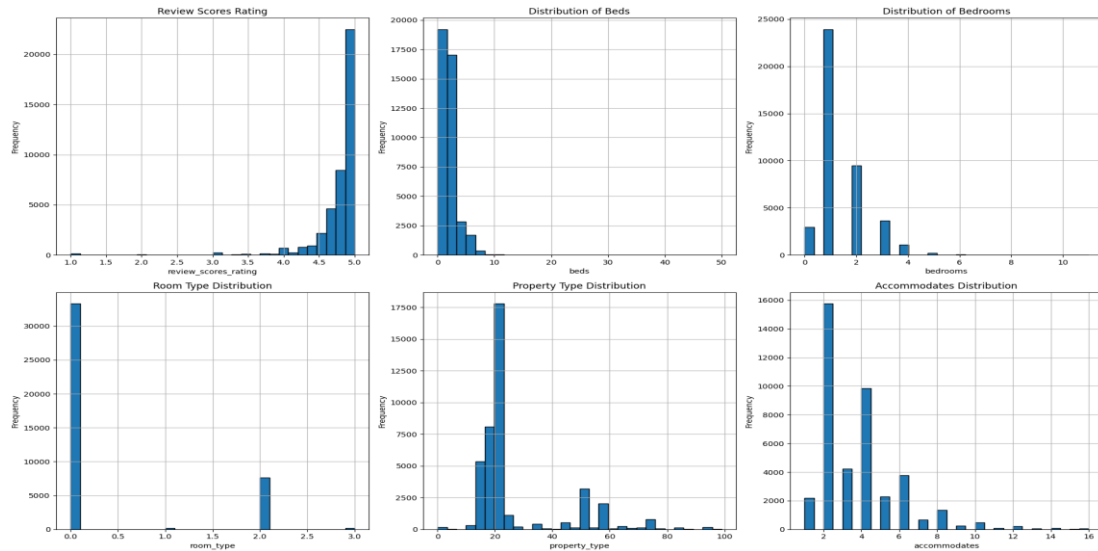 Review Scores Rating
Frequency
20000
15000
10000
5000
0
1.0 1.5 2.0 2.5 3.0 3.5 4.0 4.5 5.0
review_scores_rating
Distribution of Beds
Frequency
20000
17500
15000
12500
10000
7500
5000
2500
0
0 10 20 30 40 50
beds
Distribution of Bedrooms
Frequency
25000
20000
15000
10000
5000
0
0 2 4 6 8 10
bedrooms
Room Type Distribution
Frequency
30000
25000
20000
15000
10000
5000
0
0.0 0.5 1.0 1.5 2.0 2.5 3.0
room_type
Property Type Distribution
Frequency
17500
15000
12500
10000
7500
5000
2500
0
0 20 40 60 80 100
property_type
Accommodates Distribution
Frequency
16000
14000
12000
10000
8000
6000
4000
2000
0
2 4 6 8 10 12 14 16
accommodates